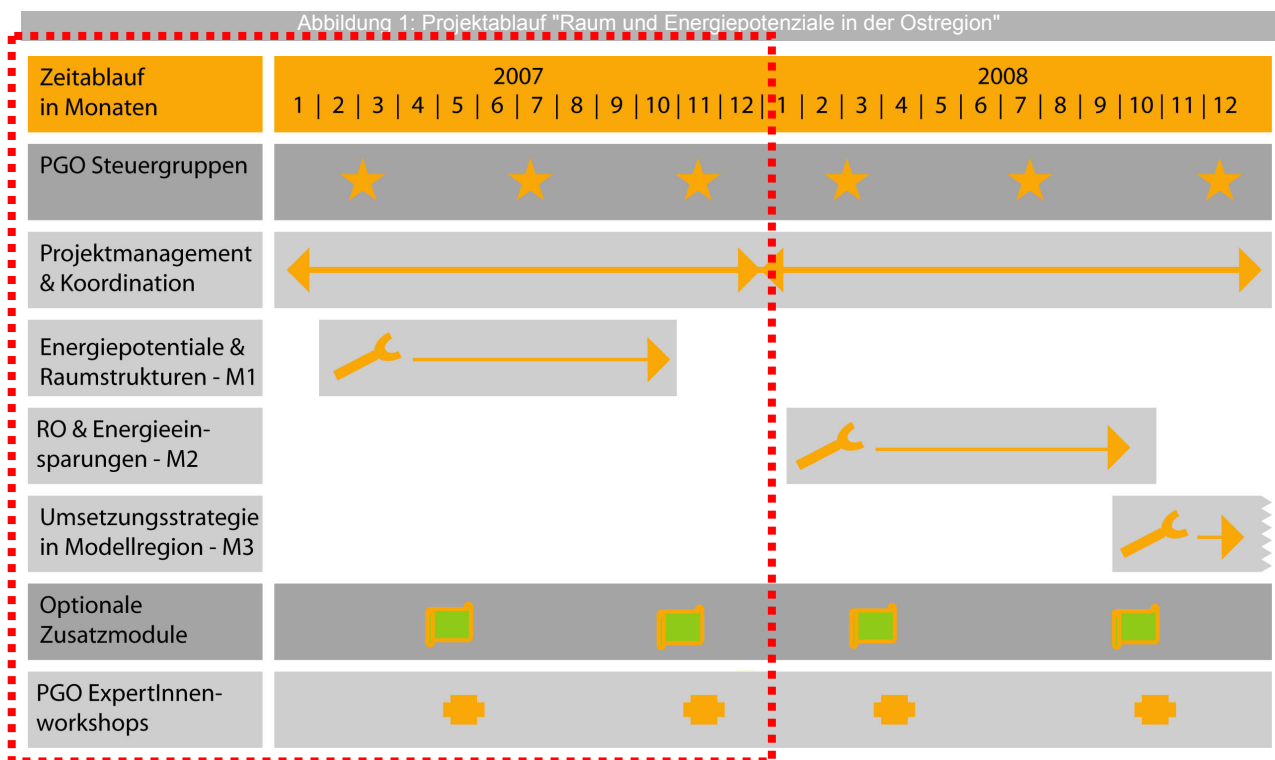 Abbildung 1: Projektablauf "Raum und Energiepotenziale in der Ostregion"
Zeitablauf
in Monaten
2007
2008
1 | 2 | 3 | 4 | 5 | 6 | 7 | 8 | 9 | 10 | 11 | 12 | 1 | 2 | 3 | 4 | 5 | 6 | 7 | 8 | 9 | 10 | 11 | 12
PGO Steuergruppen
Projektmanagement
& Koordination
Energiepotentiale &
Raumstrukturen - M1
RO & Energieein-
sparungen - M2
Umsetzungsstrategie
in Modellregion - M3
Optionale
Zusatzmodule
PGO ExpertInnen-
workshops